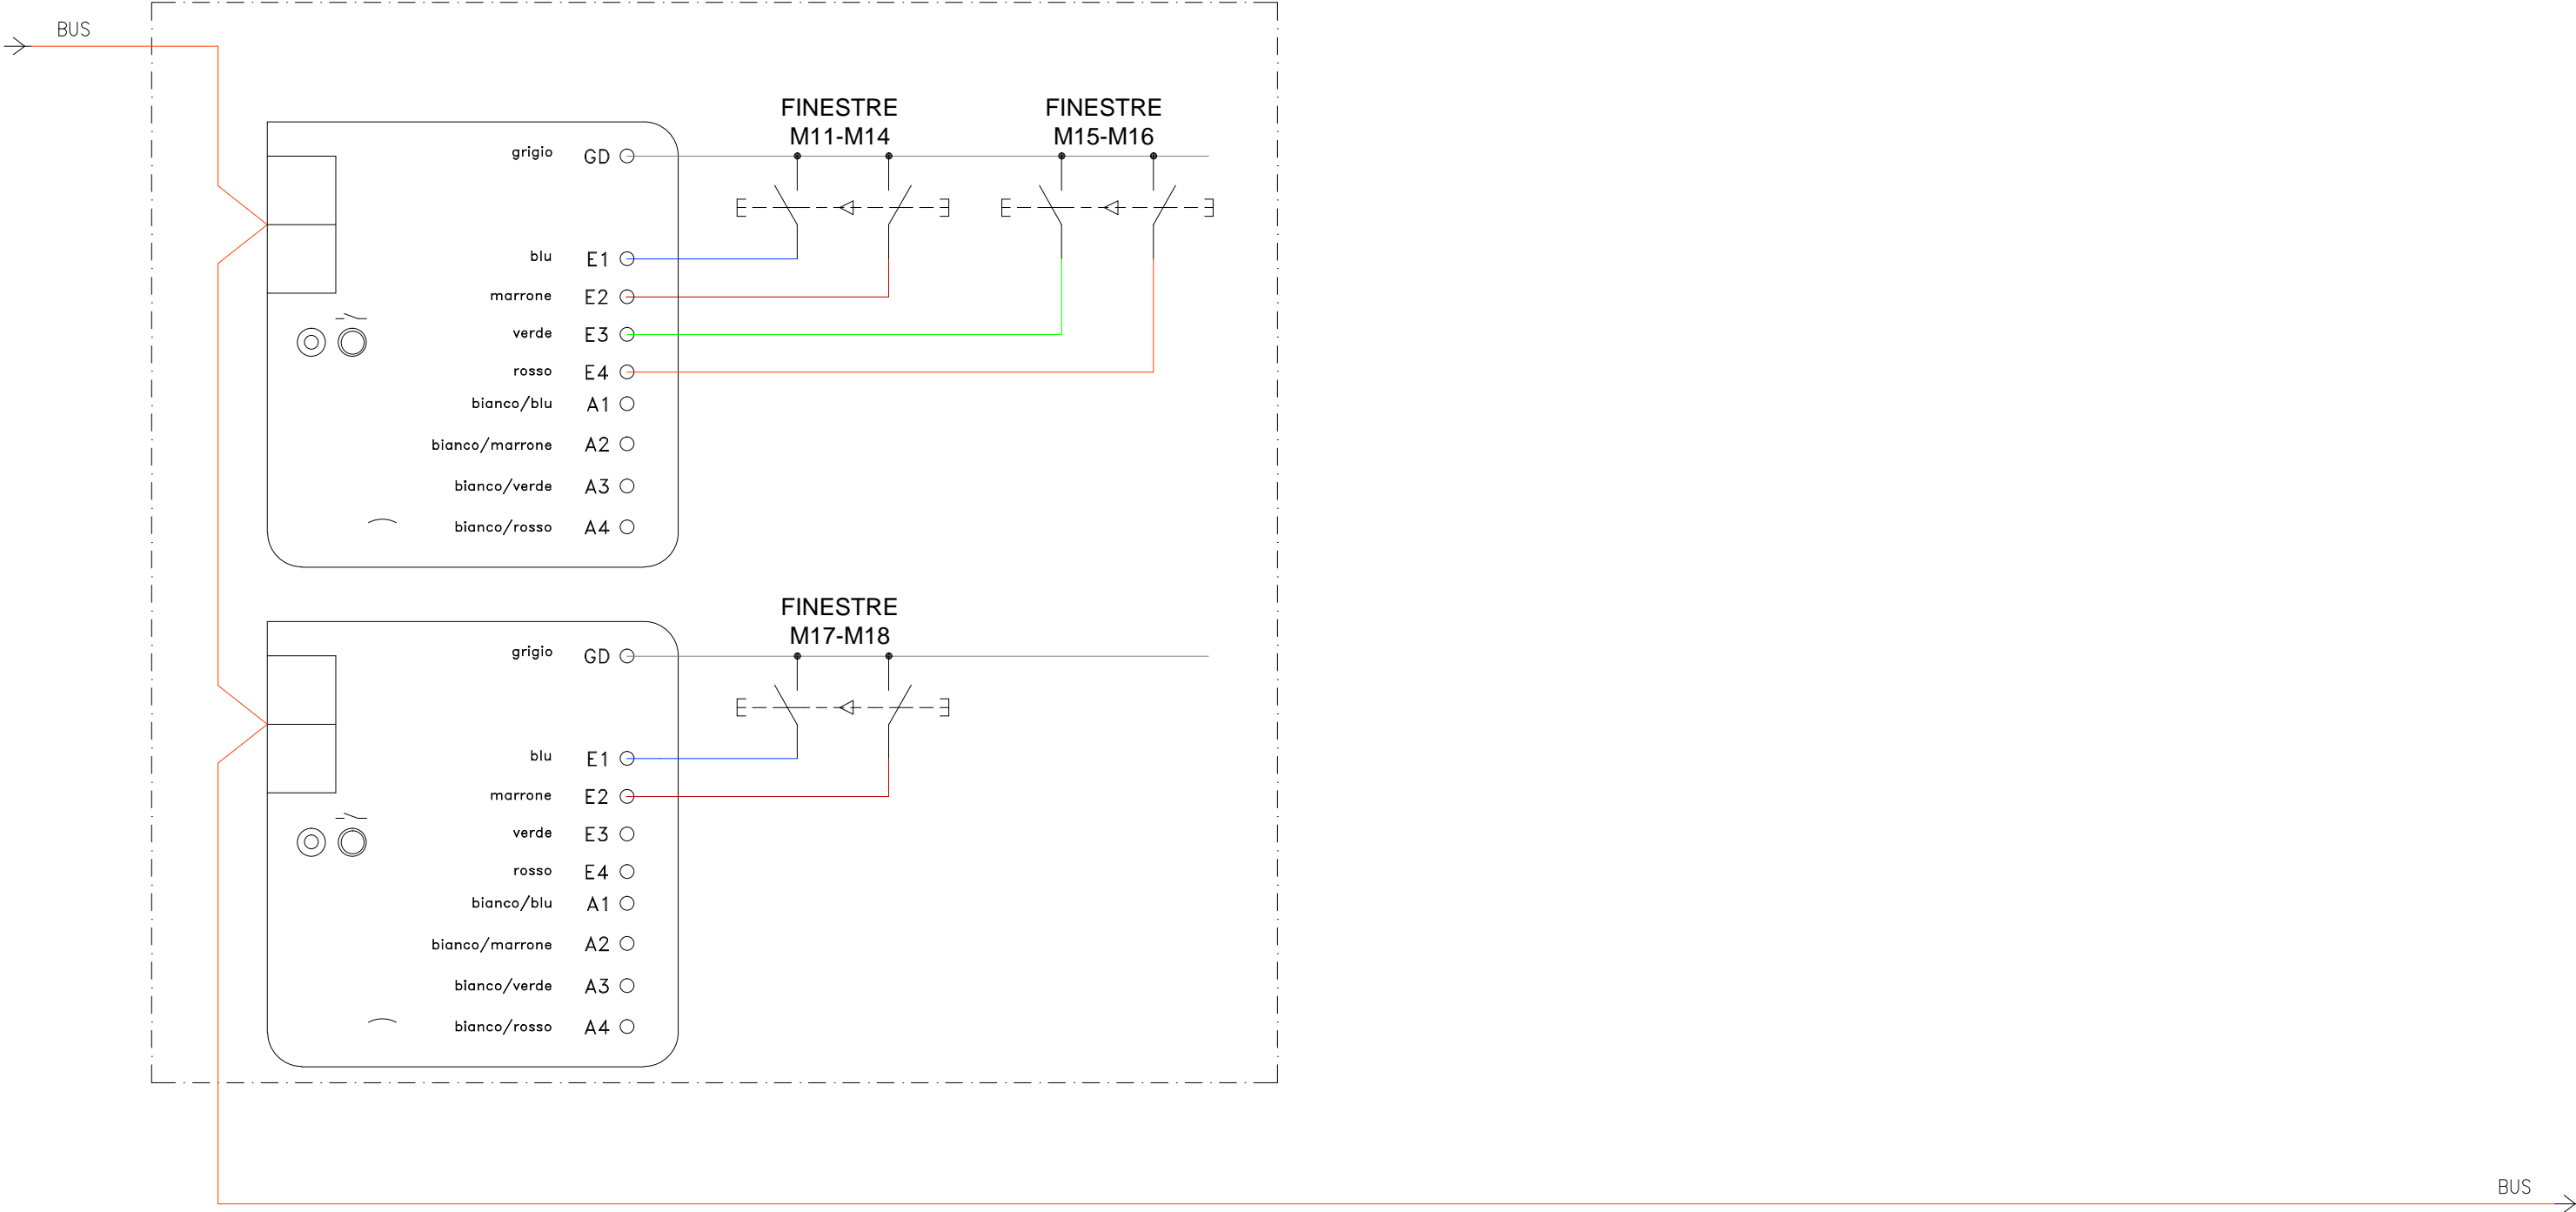 BUS
FINESTRE
M11-M14
FINESTRE
M15-M16
grigio GD
blu E1
marrone E2
verde E3
rosso E4
bianco/blu A1
bianco/marrone A2
bianco/verde A3
bianco/rosso A4
FINESTRE
M17-M18
grigio GD
blu E1
marrone E2
verde E3
rosso E4
bianco/blu A1
bianco/marrone A2
bianco/verde A3
bianco/rosso A4
BUS